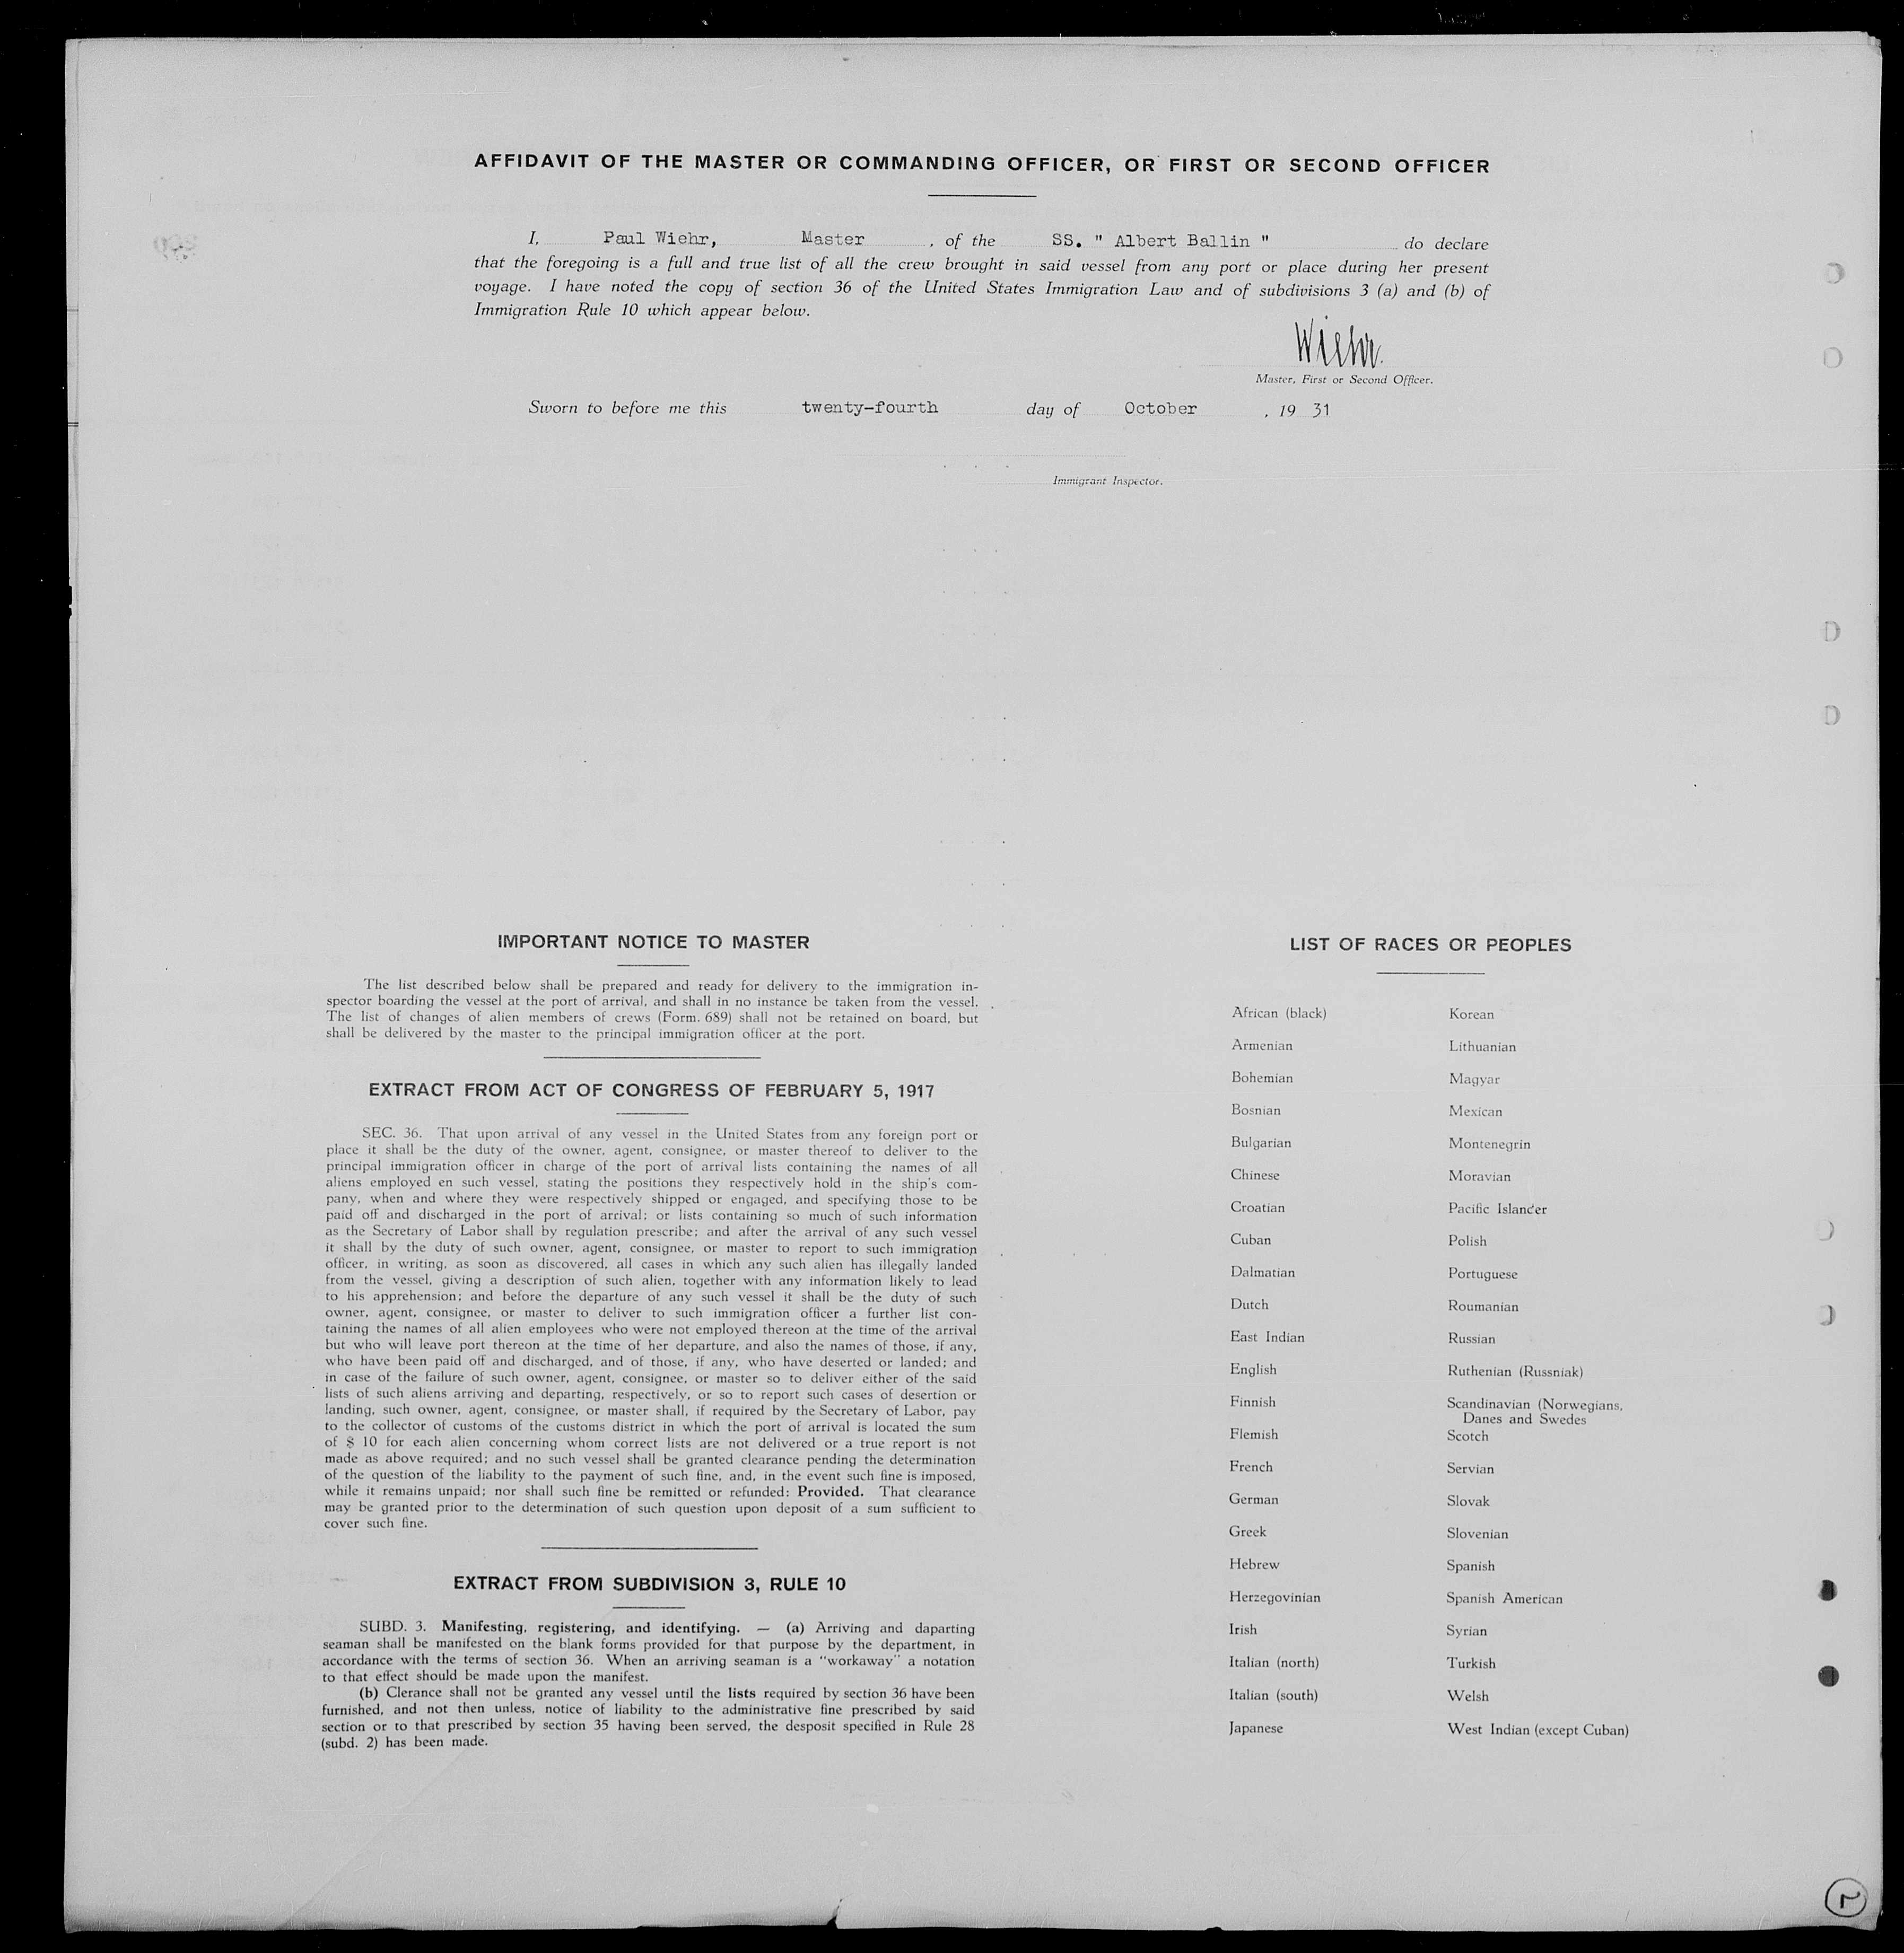 AFFIDAVIT OF THE MASTER OR COMMANDING OFFICER, OR FIRST OR SECOND OFFICER
I, Paul Wiehr, Master , of the SS. " Albert Ballin " do declare
that the foregoing is a full and true list of all the crew brought in said vessel from any port or place during her present
voyage. I have noted the copy of section 36 of the United States Immigration Law and of subdivisions 3 (a) and (b) of
Immigration Rule 10 which appear below.
Wiehr.
Master, First or Second Officer.
Sworn to before me this twenty-fourth day of October , 19 31
Immigrant Inspector.
IMPORTANT NOTICE TO MASTER
The list described below shall be prepared and ready for delivery to the immigration in-
spector boarding the vessel at the port of arrival, and shall in no instance be taken from the vessel.
The list of changes of alien members of crews (Form. 689) shall not be retained on board, but
shall be delivered by the master to the principal immigration officer at the port.
EXTRACT FROM ACT OF CONGRESS OF FEBRUARY 5, 1917
SEC. 36. That upon arrival of any vessel in the United States from any foreign port or
place it shall be the duty of the owner, agent, consignee, or master thereof to deliver to the
principal immigration officer in charge of the port of arrival lists containing the names of all
aliens employed en such vessel, stating the positions they respectively hold in the ship's com-
pany, when and where they were respectively shipped or engaged, and specifying those to be
paid off and discharged in the port of arrival; or lists containing so much of such information
as the Secretary of Labor shall by regulation prescribe; and after the arrival of any such vessel
it shall by the duty of such owner, agent, consignee, or master to report to such immigration
officer, in writing, as soon as discovered, all cases in which any such alien has illegally landed
from the vessel, giving a description of such alien, together with any information likely to lead
to his apprehension; and before the departure of any such vessel it shall be the duty of such
owner, agent, consignee, or master to deliver to such immigration officer a further list con-
taining the names of all alien employees who were not employed thereon at the time of the arrival
but who will leave port thereon at the time of her departure, and also the names of those, if any,
who have been paid off and discharged, and of those, if any, who have deserted or landed; and
in case of the failure of such owner, agent, consignee, or master so to deliver either of the said
lists of such aliens arriving and departing, respectively, or so to report such cases of desertion or
landing, such owner, agent, consignee, or master shall, if required by the Secretary of Labor, pay
to the collector of customs of the customs district in which the port of arrival is located the sum
of $ 10 for each alien concerning whom correct lists are not delivered or a true report is not
made as above required; and no such vessel shall be granted clearance pending the determination
of the question of the liability to the payment of such fine, and, in the event such fine is imposed,
while it remains unpaid; nor shall such fine be remitted or refunded: Provided. That clearance
may be granted prior to the determination of such question upon deposit of a sum sufficient to
cover such fine.
EXTRACT FROM SUBDIVISION 3, RULE 10
SUBD. 3. Manifesting, registering, and identifying. — (a) Arriving and daparting
seaman shall be manifested on the blank forms provided for that purpose by the department, in
accordance with the terms of section 36. When an arriving seaman is a "workaway" a notation
to that effect should be made upon the manifest.
(b) Clerance shall not be granted any vessel until the lists required by section 36 have been
furnished, and not then unless, notice of liability to the administrative fine prescribed by said
section or to that prescribed by section 35 having been served, the desposit specified in Rule 28
(subd. 2) has been made.
LIST OF RACES OR PEOPLES
African (black)
Armenian
Bohemian
Bosnian
Bulgarian
Chinese
Croatian
Cuban
Dalmatian
Dutch
East Indian
English
Finnish
Flemish
French
German
Greek
Hebrew
Herzegovinian
Irish
Italian (north)
Italian (south)
Japanese
Korean
Lithuanian
Magyar
Mexican
Montenegrin
Moravian
Pacific Islander
Polish
Portuguese
Roumanian
Russian
Ruthenian (Russniak)
Scandinavian (Norwegians,
Danes and Swedes
Scotch
Servian
Slovak
Slovenian
Spanish
Spanish American
Syrian
Turkish
Welsh
West Indian (except Cuban)